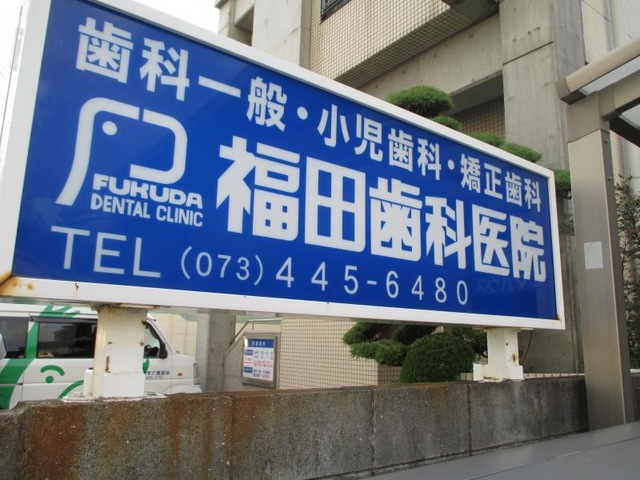 歯科一般・小児歯科・矯正歯科
FUKUDA
DENTAL CLINIC
福田歯科医院
TEL (073) 445-6480